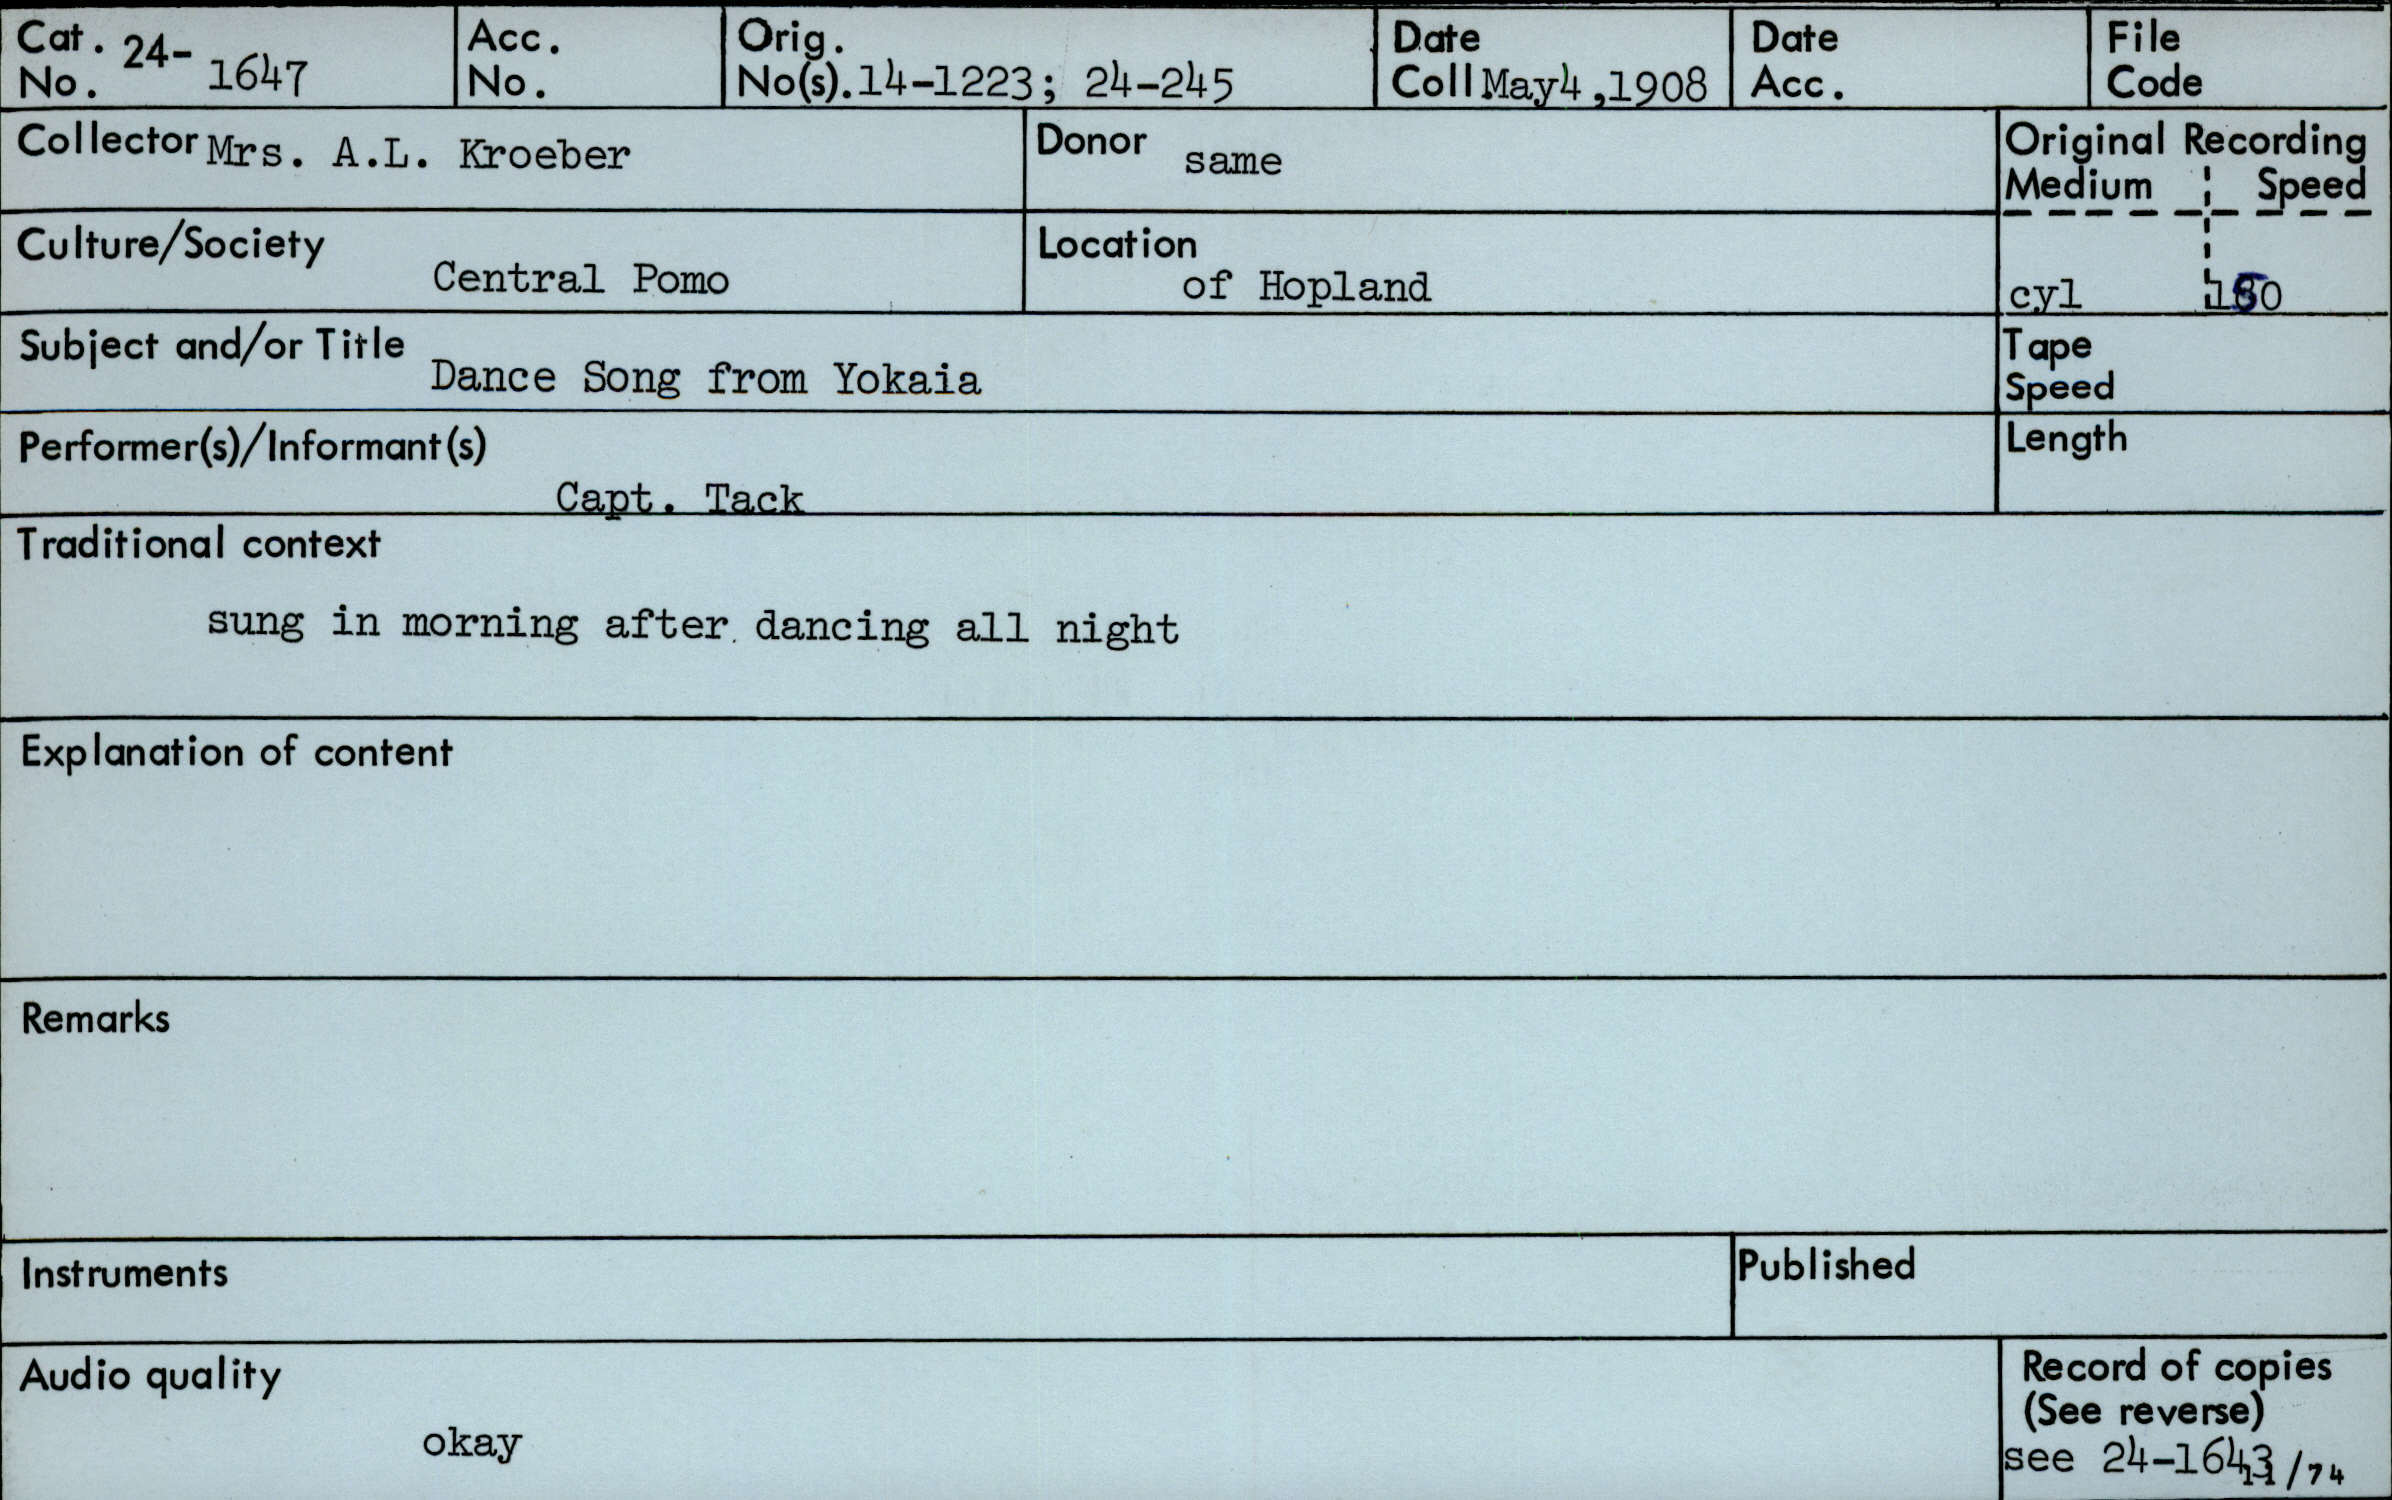 Cat. No. 24-1647
Acc. No.
Orig. No(s). 14-1223; 24-245
Date Coll May 4, 1908
Date Acc.
File Code
Collector Mrs. A.L. Kroeber
Donor same
Original Recording
Medium Speed
cyl
Culture/Society Central Pomo
Location of Hopland
Subject and/or Title Dance Song from Yokaia
Tape Speed
Performer(s)/Informant(s) Capt. Tack
Length
Traditional context
sung in morning after dancing all night
Explanation of content
Remarks
Instruments
Published
Audio quality
okay
Record of copies
(See reverse)
see 24-1643
11/74